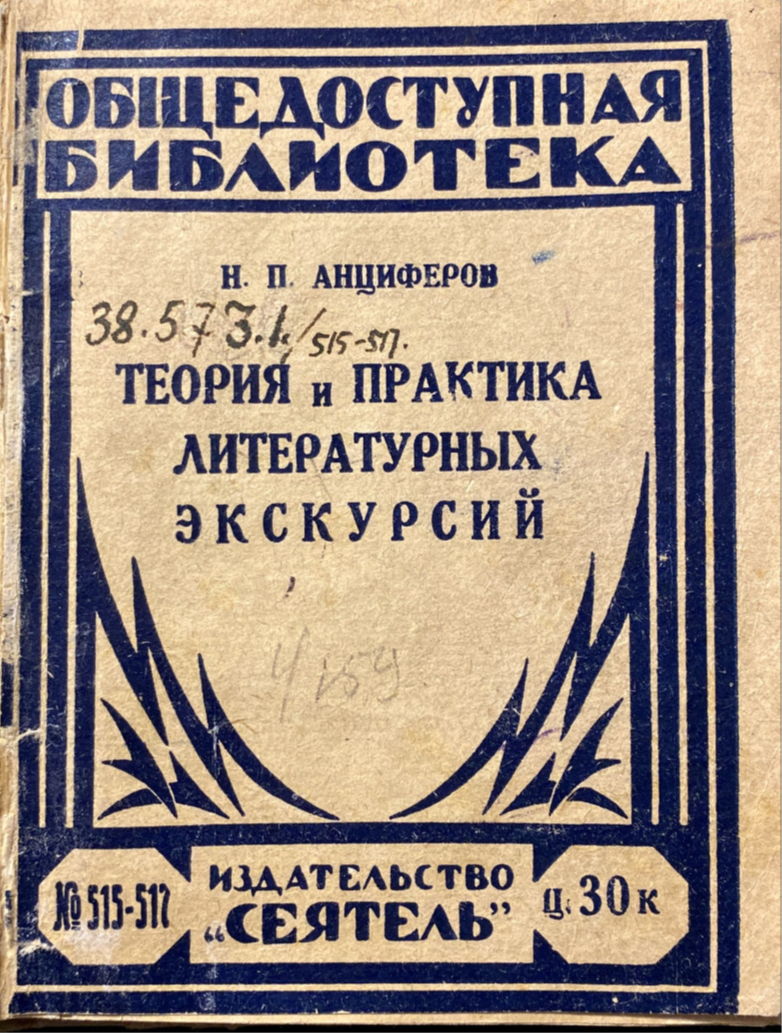 ОБЩЕДОСТУПНАЯ
БИБЛИОТЕКА
Н. П. АНЦИФЕРОВ
38.573.1./515-517.
ТЕОРИЯ и ПРАКТИКА
ЛИТЕРАТУРНЫХ
ЭКСКУРСИЙ
№ 515-517
ИЗДАТЕЛЬСТВО
„СЕЯТЕЛЬ”
Ц. 30 к